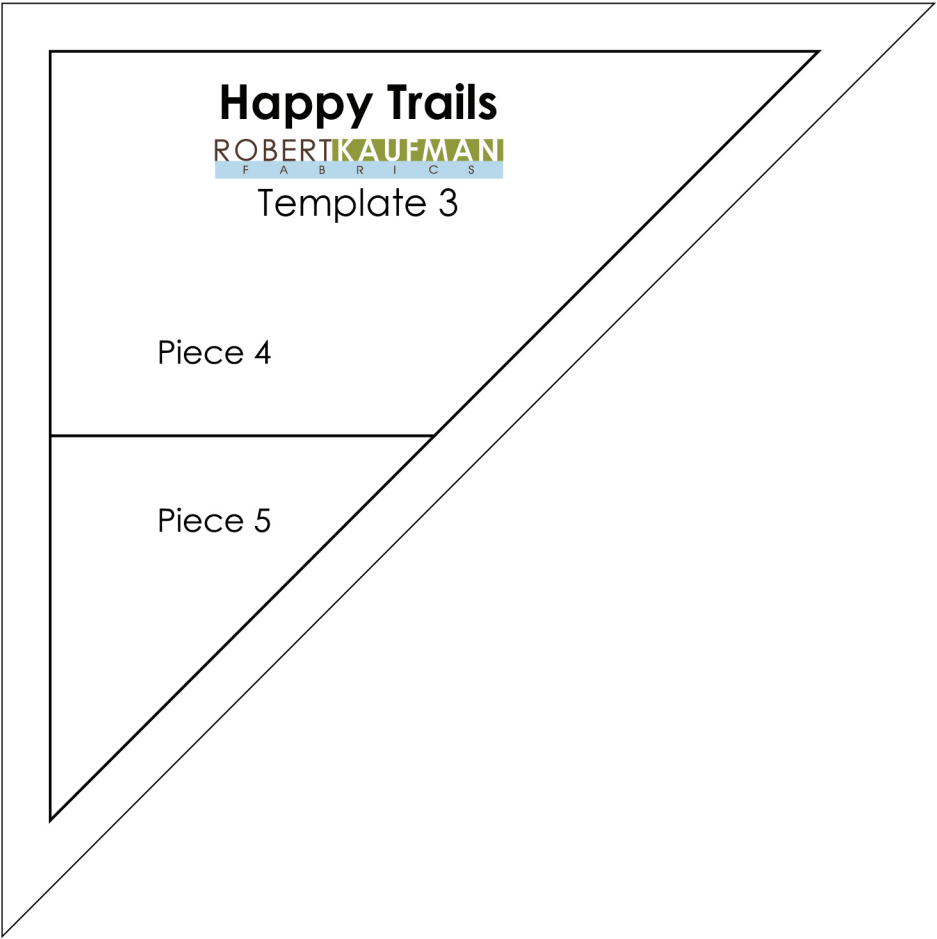 Happy Trails
ROBERTKAUFMAN
FABRICS
Template 3
Piece 4
Piece 5